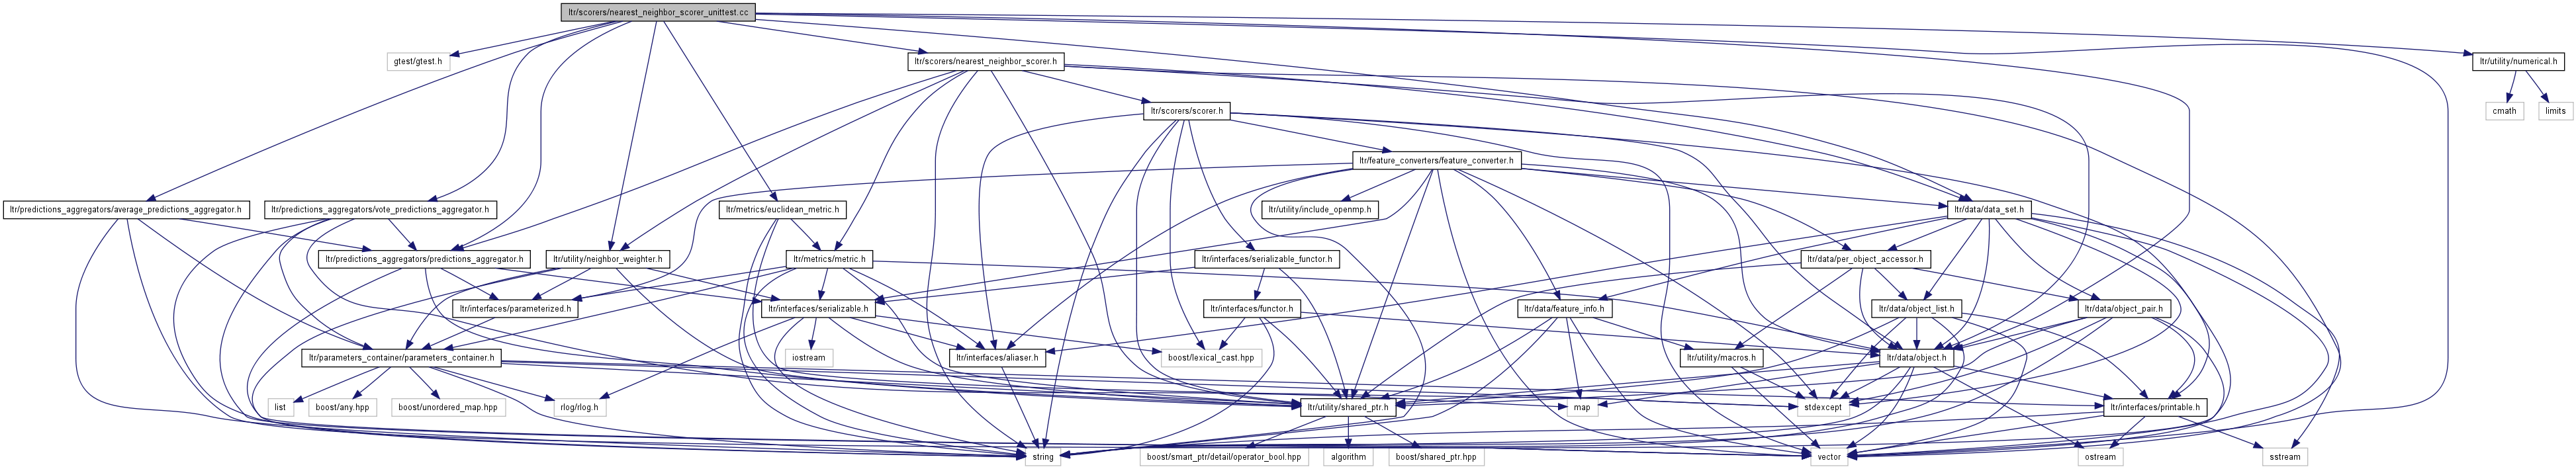 ltr/scorers/nearest_neighbor_scorer_unittest.cc
gtest/gtest.h
ltr/scorers/nearest_neighbor_scorer.h
ltr/utility/numerical.h
ltr/scorers/scorer.h
cmath
limits
ltr/feature_converters/feature_converter.h
ltr/predictions_aggregators/average_predictions_aggregator.h
ltr/predictions_aggregators/vote_predictions_aggregator.h
ltr/metrics/euclidean_metric.h
ltr/utility/include_openmp.h
ltr/data/data_set.h
ltr/predictions_aggregators/predictions_aggregator.h
ltr/utility/neighbor_weighter.h
ltr/metrics/metric.h
ltr/interfaces/serializable_functor.h
ltr/data/per_object_accessor.h
ltr/interfaces/parameterized.h
ltr/interfaces/serializable.h
ltr/interfaces/functor.h
ltr/data/feature_info.h
ltr/data/object_list.h
ltr/data/object_pair.h
ltr/parameters_container/parameters_container.h
iostream
ltr/interfaces/aliaser.h
boost/lexical_cast.hpp
ltr/utility/macros.h
ltr/data/object.h
list
boost/any.hpp
boost/unordered_map.hpp
rlog/rlog.h
ltr/utility/shared_ptr.h
map
stdexcept
ltr/interfaces/printable.h
string
boost/smart_ptr/detail/operator_bool.hpp
algorithm
boost/shared_ptr.hpp
vector
ostream
sstream